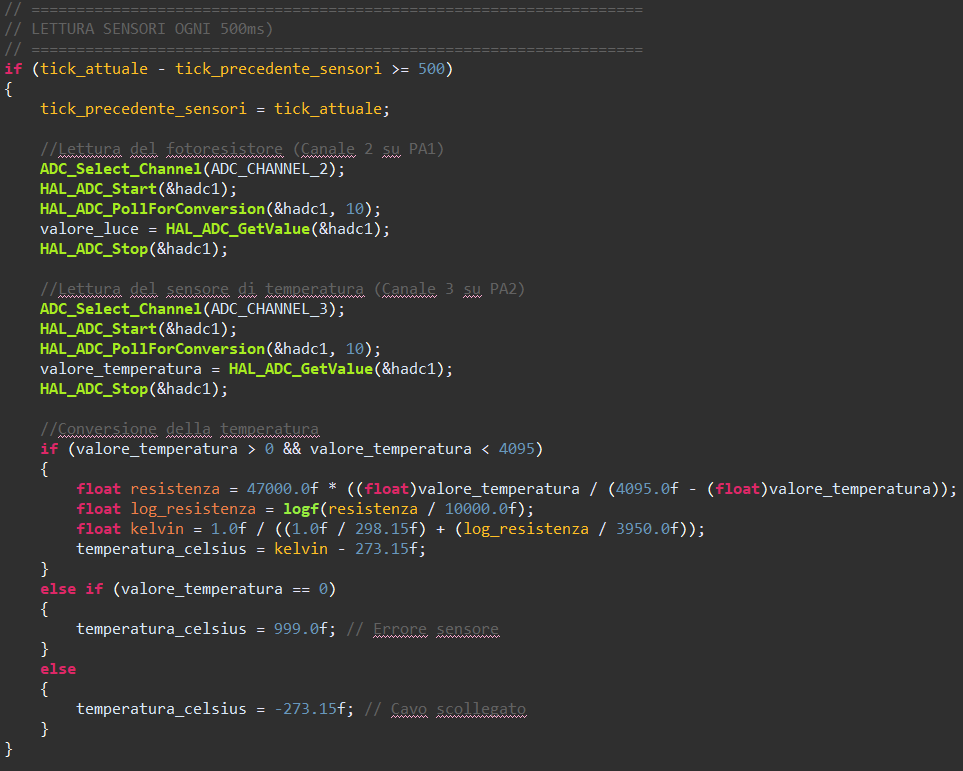 // ====================================================================
// LETTURA SENSORI OGNI 500ms)
// ====================================================================
if (tick_attuale - tick_precedente_sensori >= 500)
{
    tick_precedente_sensori = tick_attuale;

    //Lettura del fotoresistore (Canale 2 su PA1)
    ADC_Select_Channel(ADC_CHANNEL_2);
    HAL_ADC_Start(&hadc1);
    HAL_ADC_PollForConversion(&hadc1, 10);
    valore_luce = HAL_ADC_GetValue(&hadc1);
    HAL_ADC_Stop(&hadc1);

    //Lettura del sensore di temperatura (Canale 3 su PA2)
    ADC_Select_Channel(ADC_CHANNEL_3);
    HAL_ADC_Start(&hadc1);
    HAL_ADC_PollForConversion(&hadc1, 10);
    valore_temperatura = HAL_ADC_GetValue(&hadc1);
    HAL_ADC_Stop(&hadc1);

    //Conversione della temperatura
    if (valore_temperatura > 0 && valore_temperatura < 4095)
    {
        float resistenza = 47000.0f * ((float)valore_temperatura / (4095.0f - (float)valore_temperatura));
        float log_resistenza = logf(resistenza / 10000.0f);
        float kelvin = 1.0f / ((1.0f / 298.15f) + (log_resistenza / 3950.0f));
        temperatura_celsius = kelvin - 273.15f;
    }
    else if (valore_temperatura == 0)
    {
        temperatura_celsius = 999.0f; // Errore sensore
    }
    else
    {
        temperatura_celsius = -273.15f; // Cavo scollegato
    }
}